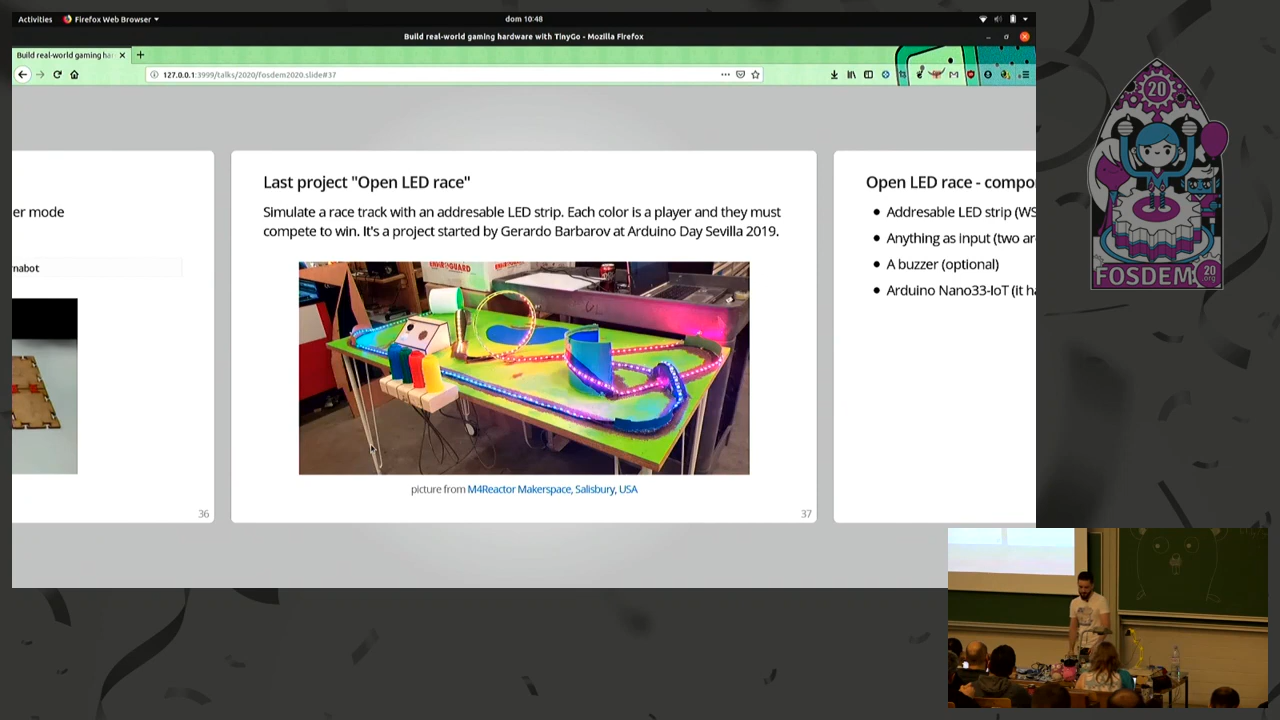 Activities
Firefox Web Browser
dom 10:48
Build real-world gaming hardware with TinyGo - Mozilla Firefox
Build real-world gaming har
127.0.0.1:3999/talks/2020/fosdem2020.slide#37
er mode
nabot
36
Last project "Open LED race"
Simulate a race track with an addresable LED strip. Each color is a player and they must
compete to win. It's a project started by Gerardo Barbarov at Arduino Day Sevilla 2019.
picture from M4Reactor Makerspace, Salisbury, USA
37
Open LED race - compo
• Addresable LED strip (WS
• Anything as input (two ar
• A buzzer (optional)
• Arduino Nano33-IoT (it ha
20
FOSDEM
20
.org